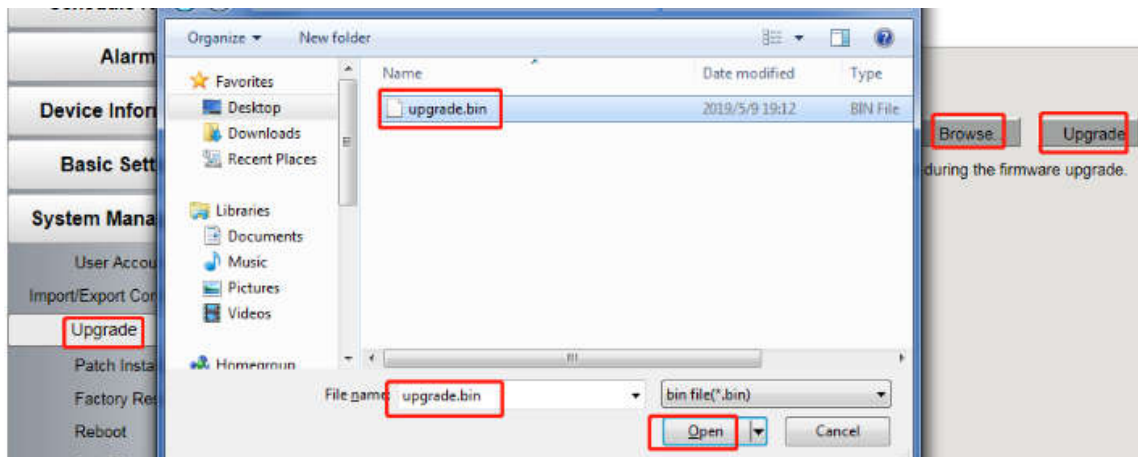 Organize
New folder
Alarm
Favorites
Name
Date modified
Type
Device Infor
Desktop
upgrade.bin
2019/5/9 19:12
BIN File
Downloads
Browse.
Upgrade
Recent Places
Basic Sett
during the firmware upgrade.
System Mana
Libraries
Documents
User Accou
Music
Import/Export Con
Pictures
Upgrade
Videos
Patch Insta
Homegroup
Factory Res
File name:
upgrade.bin
bin file(*.bin)
Reboot
Open
Cancel